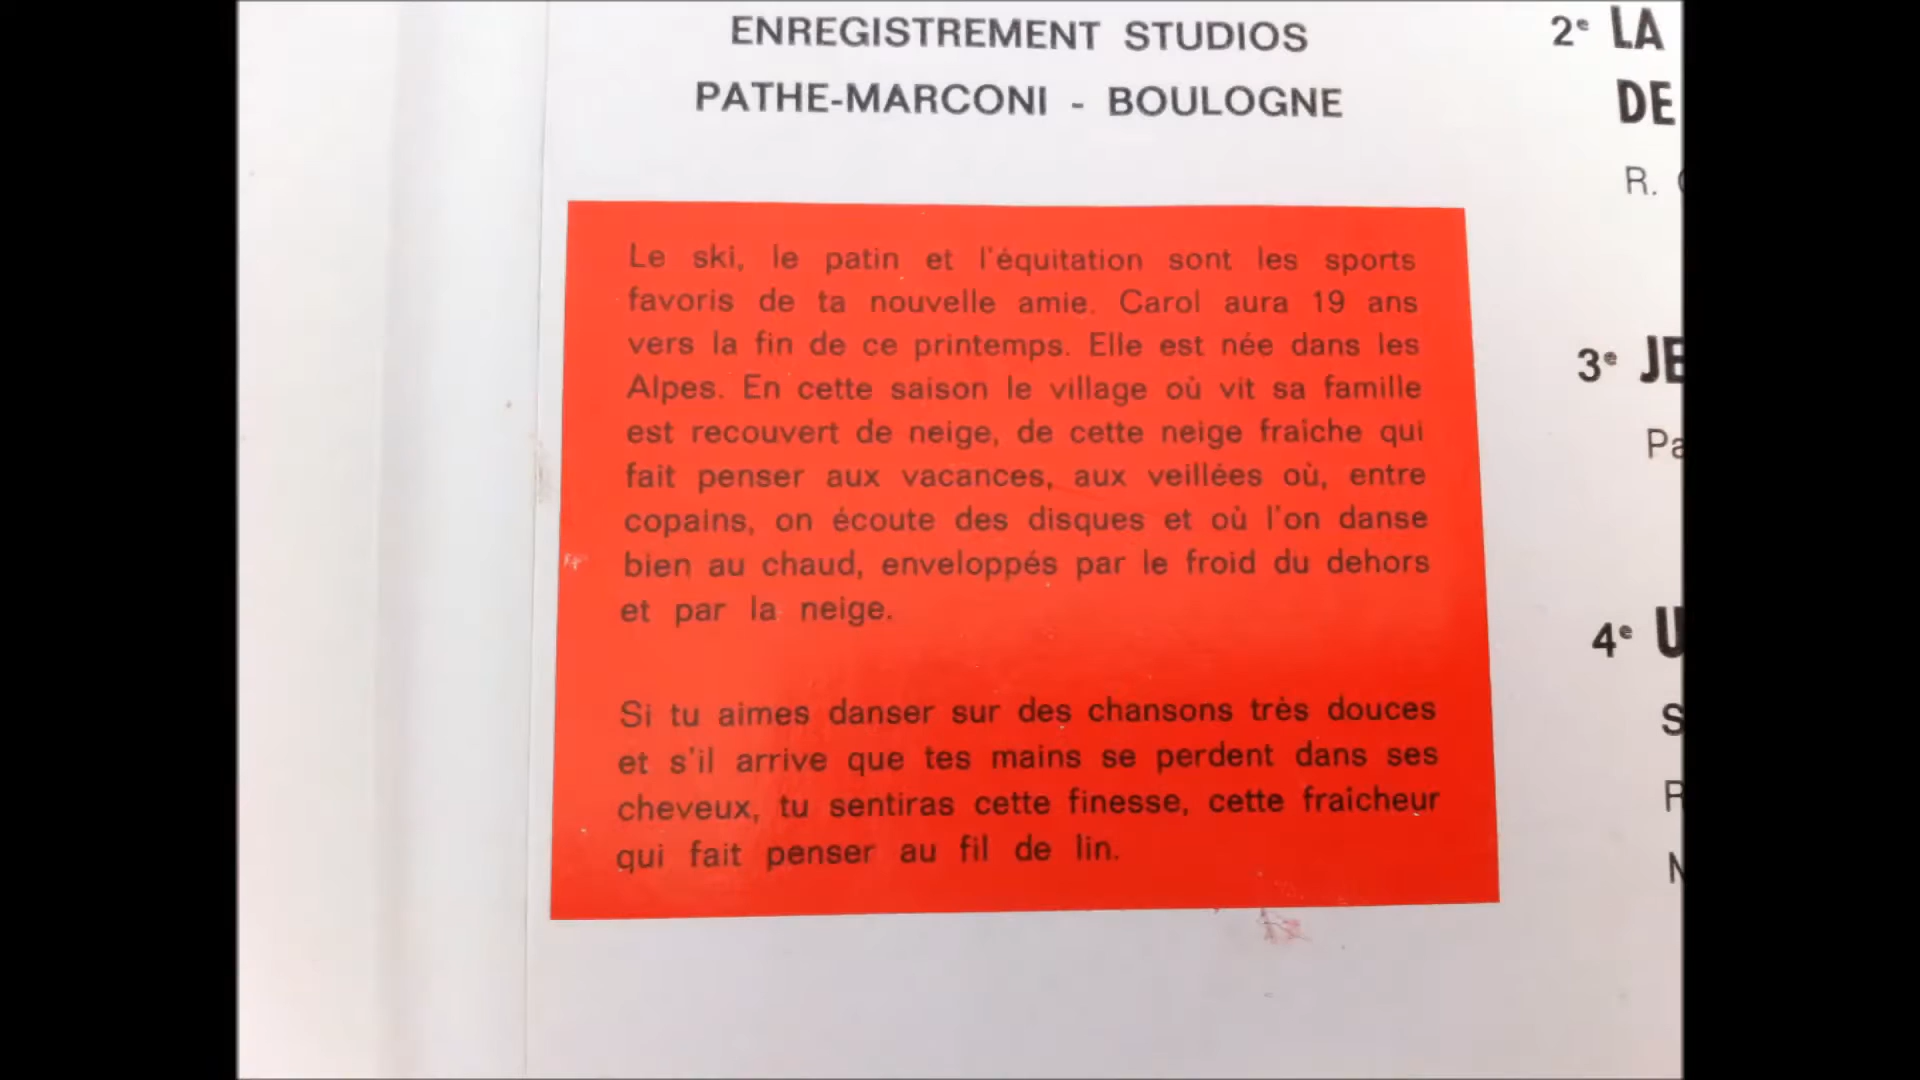 ENREGISTREMENT STUDIOS
PATHE-MARCONI - BOULOGNE
Le ski, le patin et l'équitation sont les sports
favoris de ta nouvelle amie. Carol aura 19 ans
vers la fin de ce printemps. Elle est née dans les
Alpes. En cette saison le village où vit sa famille
est recouvert de neige, de cette neige fraîche qui
fait penser aux vacances, aux veillées où, entre
copains, on écoute des disques et où l'on danse
bien au chaud, enveloppés par le froid du dehors
et par la neige.
Si tu aimes danser sur des chansons très douces
et s'il arrive que tes mains se perdent dans ses
cheveux, tu sentiras cette finesse, cette fraîcheur
qui fait penser au fil de lin.
2e LA
DE
R.
3e JE
4e